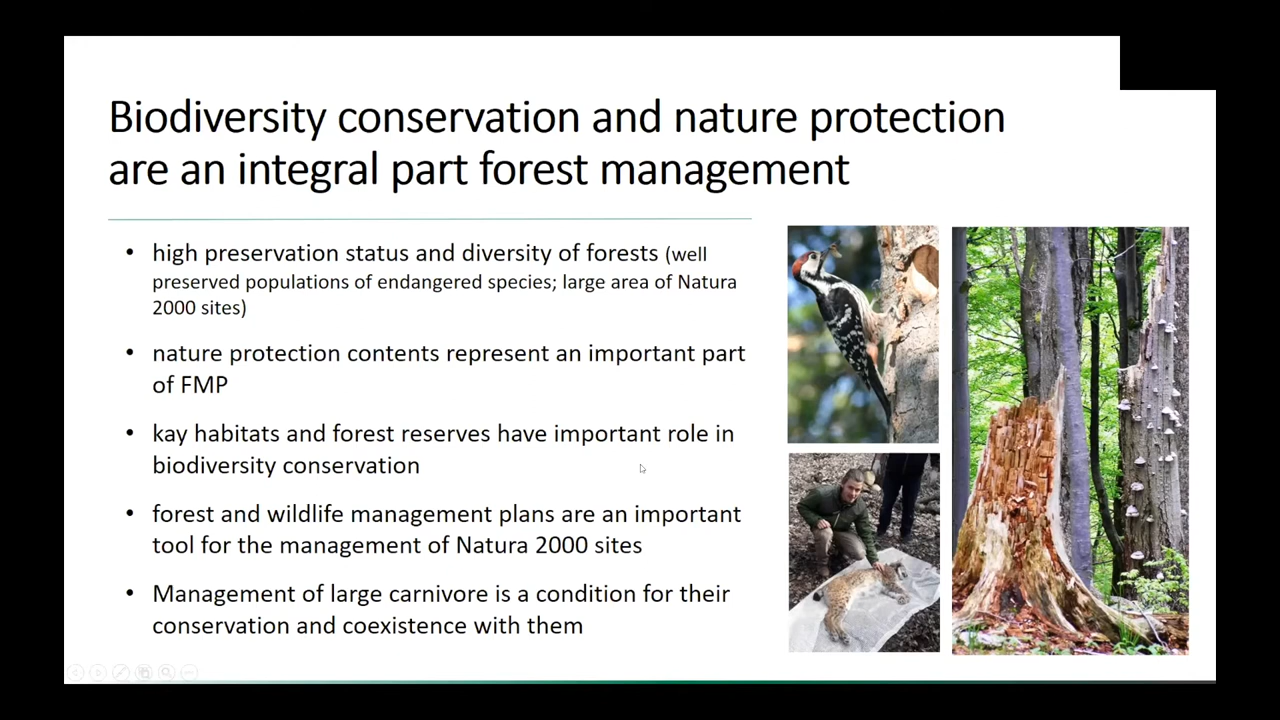 Biodiversity conservation and nature protection
are an integral part forest management
• high preservation status and diversity of forests (well
preserved populations of endangered species; large area of Natura
2000 sites)
• nature protection contents represent an important part
of FMP
• kay habitats and forest reserves have important role in
biodiversity conservation
• forest and wildlife management plans are an important
tool for the management of Natura 2000 sites
• Management of large carnivore is a condition for their
conservation and coexistence with them